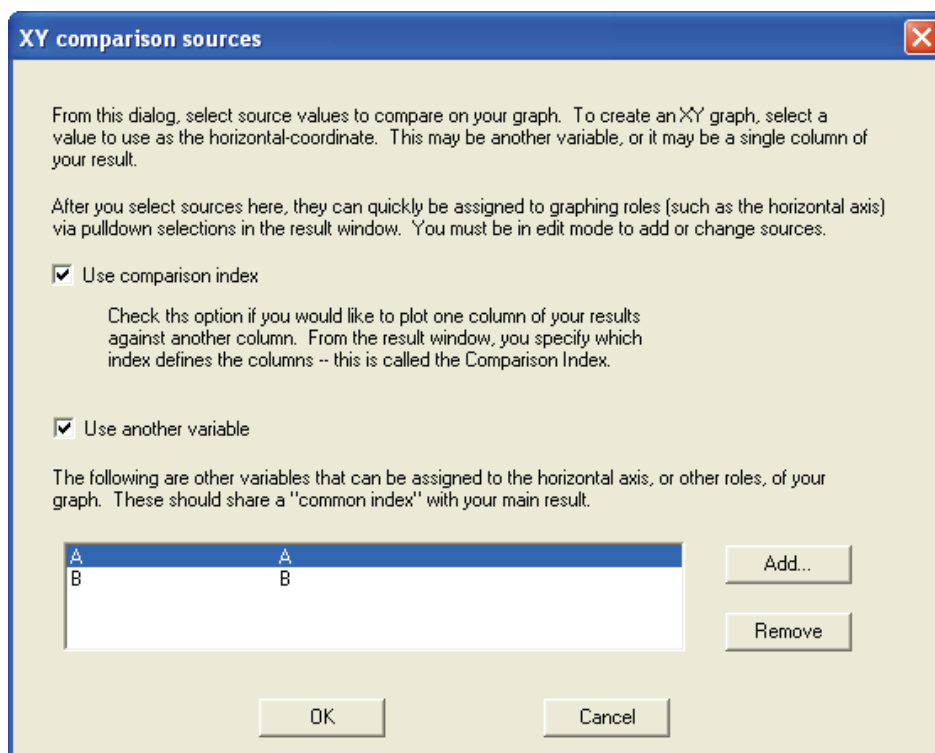 XY comparison sources
From this dialog, select source values to compare on your graph.  To create an XY graph, select a
value to use as the horizontal-coordinate.  This may be another variable, or it may be a single column of
your result.
After you select sources here, they can quickly be assigned to graphing roles (such as the horizontal axis)
via pulldown selections in the result window.  You must be in edit mode to add or change sources.
Use comparison index
Check ths option if you would like to plot one column of your results
against another column.  From the result window, you specify which
index defines the columns -- this is called the Comparison Index.
Use another variable
The following are other variables that can be assigned to the horizontal axis, or other roles, of your
graph.  These should share a "common index" with your main result.
A A
B B
Add...
Remove
OK Cancel